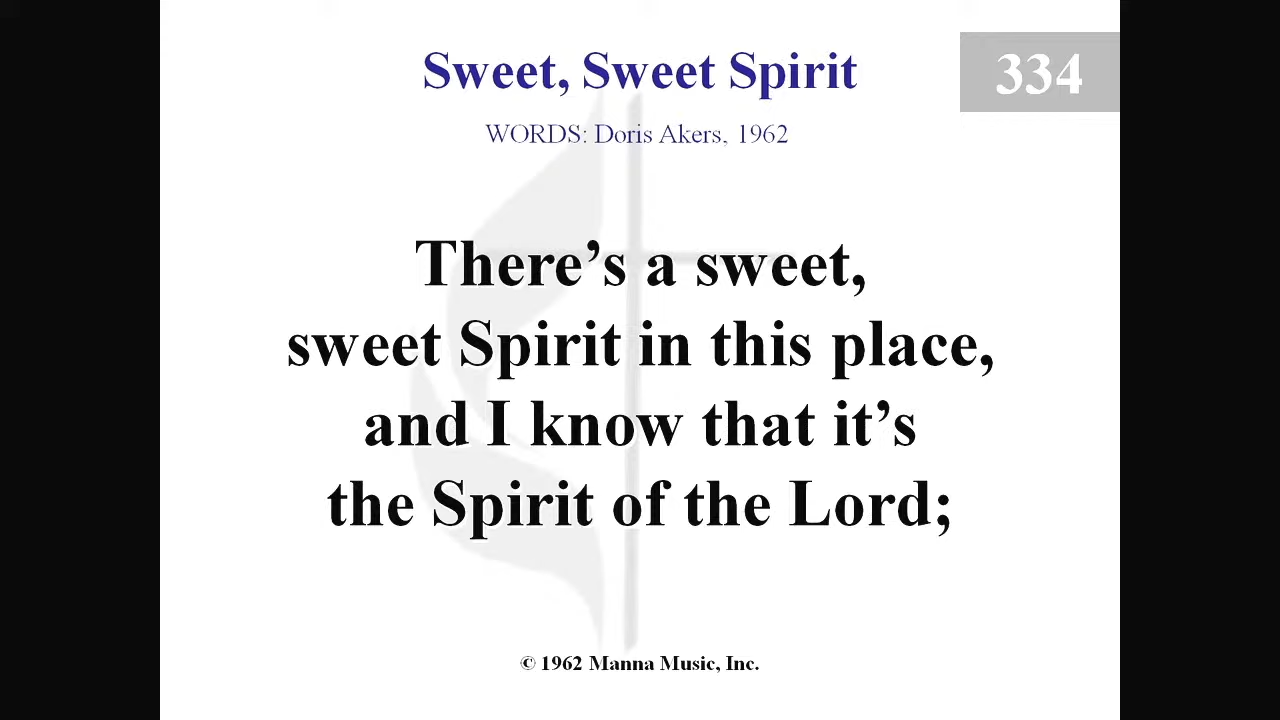 Sweet, Sweet Spirit
334
WORDS: Doris Akers, 1962
There’s a sweet,
sweet Spirit in this place,
and I know that it’s
the Spirit of the Lord;
© 1962 Manna Music, Inc.